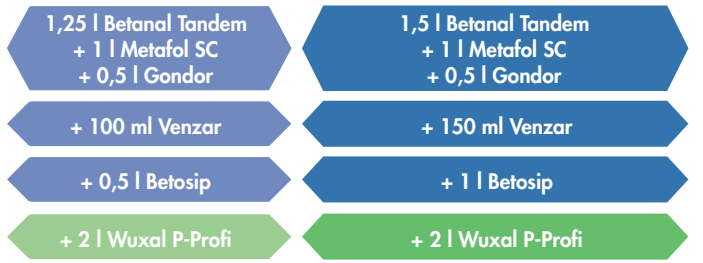 1,25 l Betanal Tandem
+ 1 l Metafol SC
+ 0,5 l Gondor
1,5 l Betanal Tandem
+ 1 l Metafol SC
+ 0,5 l Gondor
+ 100 ml Venzar
+ 150 ml Venzar
+ 0,5 l Betosip
+ 1 l Betosip
+ 2 l Wuxal P-Profi
+ 2 l Wuxal P-Profi